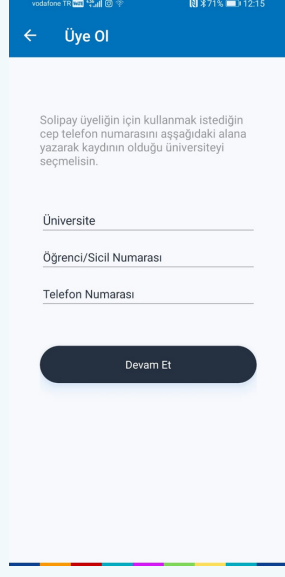 vodafone TR
%71 12:15
Üye Ol
Solipay üyeliğin için kullanmak istediğin
cep telefon numarasını aşşağıdaki alana
yazarak kaydının olduğu üniversiteyi
seçmelisin.
Üniversite
Öğrenci/Sicil Numarası
Telefon Numarası
Devam Et